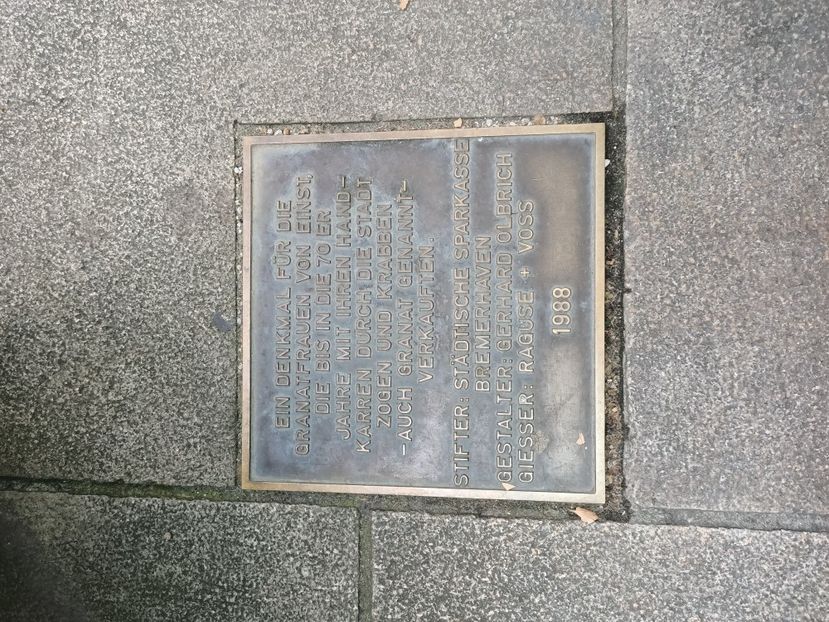 EIN DENKMAL FÜR DIE
GRANATFRAUEN VON EINST,
DIE BIS IN DIE 70 ER
JAHRE MIT IHREN HAND-
KARREN DURCH DIE STADT
ZOGEN UND KRABBEN
-AUCH GRANAT GENANNT-
VERKAUFTEN.
STIFTER: STÄDTISCHE SPARKASSE
BREMERHAVEN
GESTALTER: GERHARD OLBRICH
GIESSER: RAGUSE + VOSS
1988